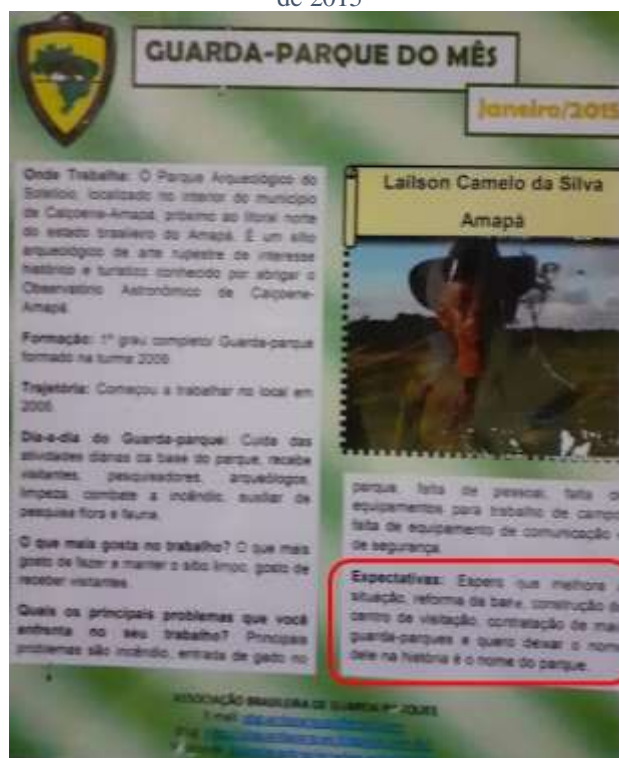 de 2015
GUARDA-PARQUE DO MÊS
Janeiro/2015
Onde Trabalha: O Parque Arqueológico do
Solstício, localizado no interior do município
de Calçoene-Amapá, próximo ao litoral norte
do estado brasileiro do Amapá. É um sítio
arqueológico de arte rupestre de interesse
histórico e turístico conhecido por abrigar o
Observatório Astronômico de Calçoene-
Amapá.
Formação: 1º grau completo/ Guarda-parque
formado na turma
Trajetória: Começou a trabalhar no local em
Dia-a-dia do Guarda-parque: Cuida das
atividades diárias da base do parque, recebe
visitantes, pesquisadores, arqueólogos,
limpeza, combate a incêndio, auxiliar de
pesquisa flora e fauna.
O que mais gosta no trabalho? O que mais
gosto de fazer e manter o sítio limpo, gosto de
receber visitantes.
Quais os principais problemas que você
enfrenta no seu trabalho? Principais
problemas são incêndio, entrada de gado no
Lailson Camelo da Silva
Amapá
parque, falta de pessoal, falta de
equipamentos para trabalho de campo
falta de equipamento de comunicação
de segurança.
Expectativas: Espero que melhore
situação, reforma da base, construção do
centro de visitação, contratação de mais
guarda-parques e quero deixar o nome
dele na história e o nome do parque.
ASSOCIAÇÃO BRASILEIRA DE GUARDA-PARQUES
E-mail: